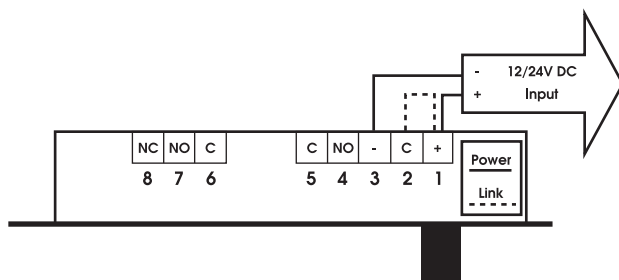 - 12/24V DC
+ Input
NC NO C C NO - C +
8 7 6 5 4 3 2 1
Power
Link